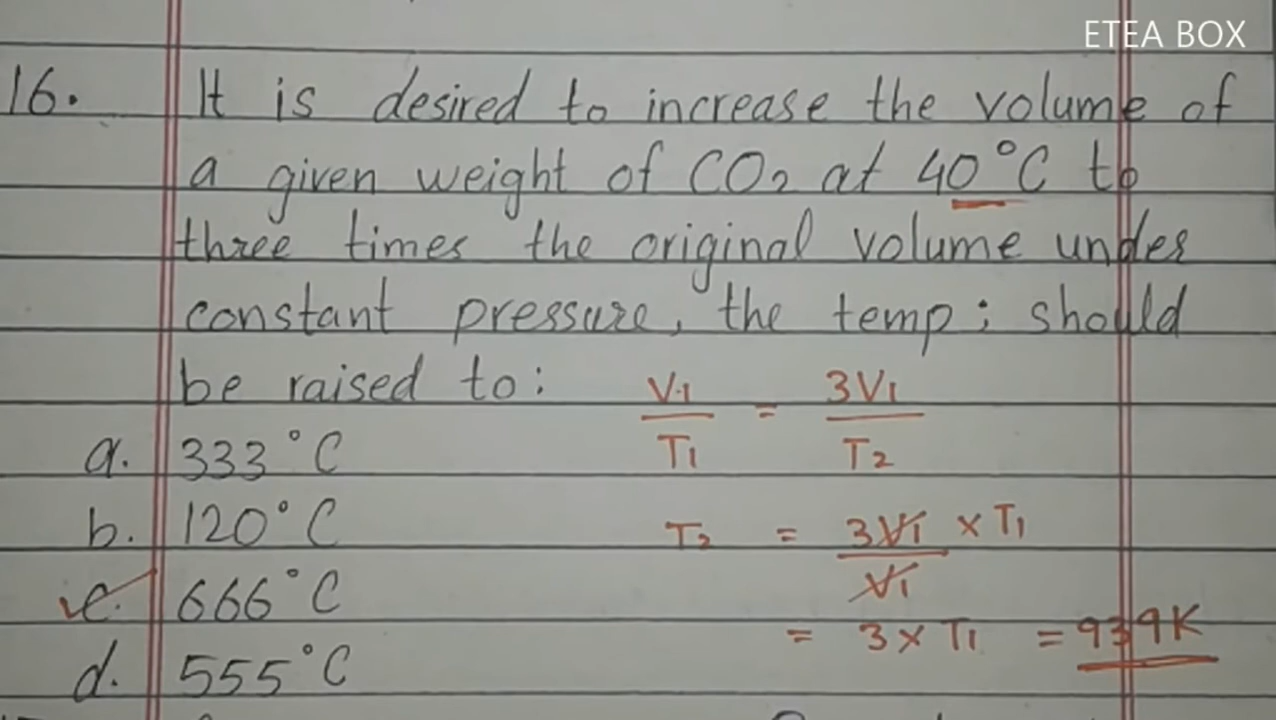 ETEA BOX
16. It is desired to increase the volume of
a given weight of CO₂ at 40°C to
three times the original volume under
constant pressure, the temp; should
be raised to:
V1/T1 = 3V1/T2
a. 333°C
b. 120°C
T2 = 3V1/V1 × T1
c. 666°C
= 3 × T1 = 939K
d. 555°C